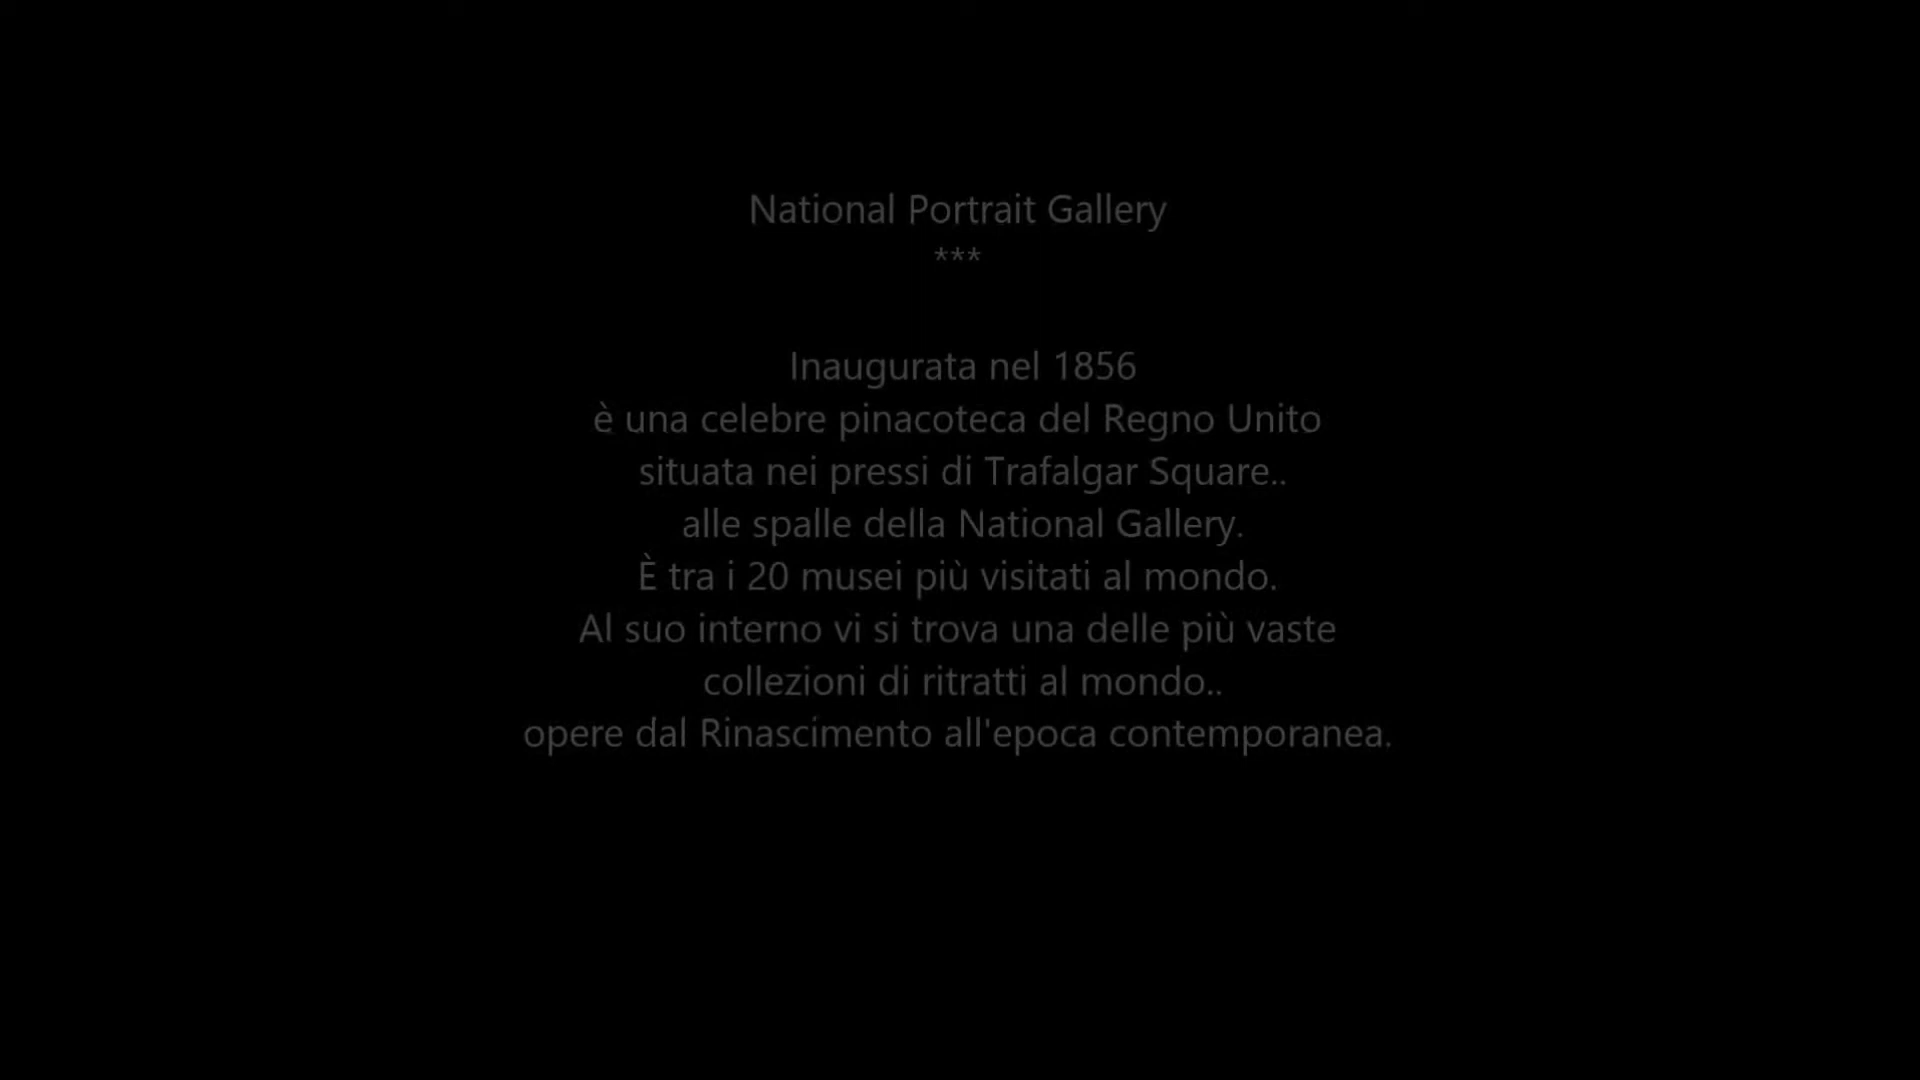 National Portrait Gallery
***
Inaugurata nel 1856
è una celebre pinacoteca del Regno Unito
situata nei pressi di Trafalgar Square..
alle spalle della National Gallery.
È tra i 20 musei più visitati al mondo.
Al suo interno vi si trova una delle più vaste
collezioni di ritratti al mondo..
opere dal Rinascimento all'epoca contemporanea.